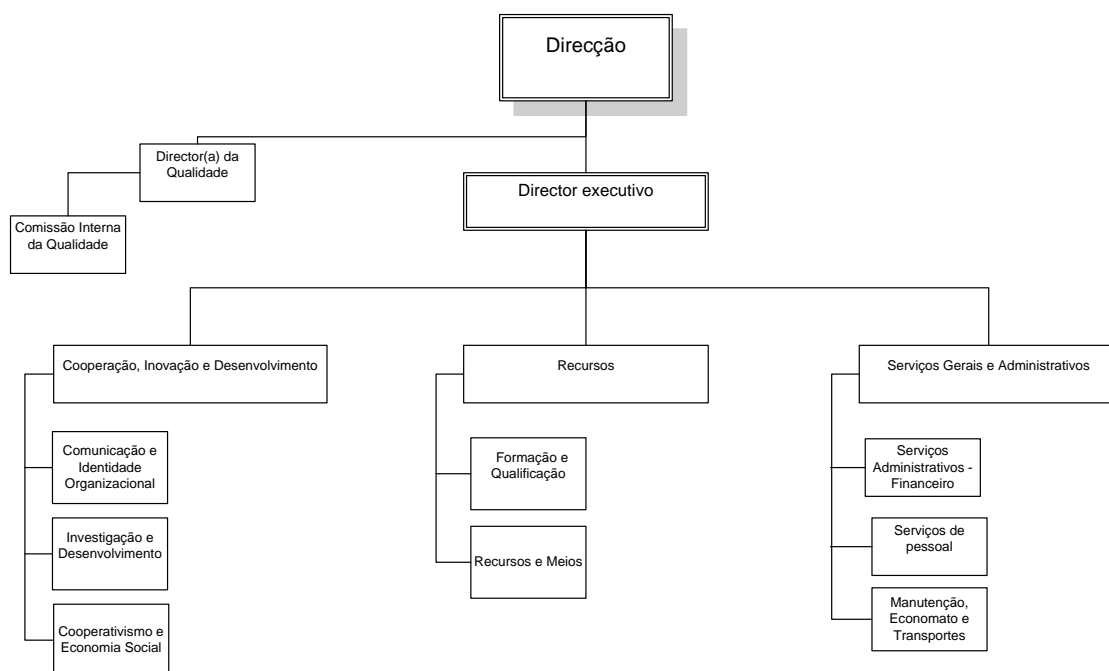 Direcção
Director(a) da
Qualidade
Director executivo
Comissão Interna
da Qualidade
Cooperação, Inovação e Desenvolvimento
Recursos
Serviços Gerais e Administrativos
Comunicação e
Identidade
Organizacional
Investigação e
Desenvolvimento
Cooperativismo e
Economia Social
Formação e
Qualificação
Recursos e Meios
Serviços
Administrativos -
Financeiro
Serviços de
pessoal
Manutenção,
Economato e
Transportes